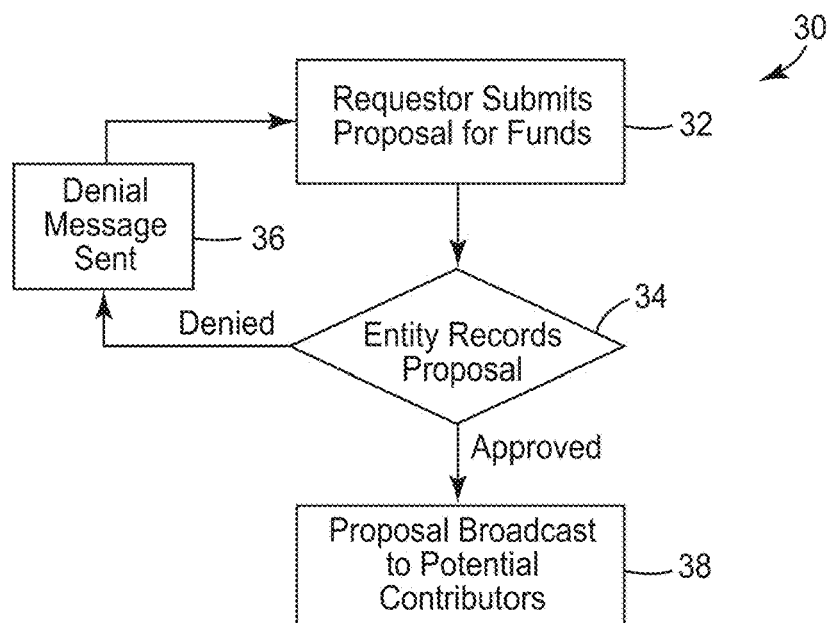 30
Requestor Submits
Proposal for Funds
32
Denial
Message
Sent
36
34
Denied
Entity Records
Proposal
Approved
Proposal Broadcast
to Potential
Contributors
38